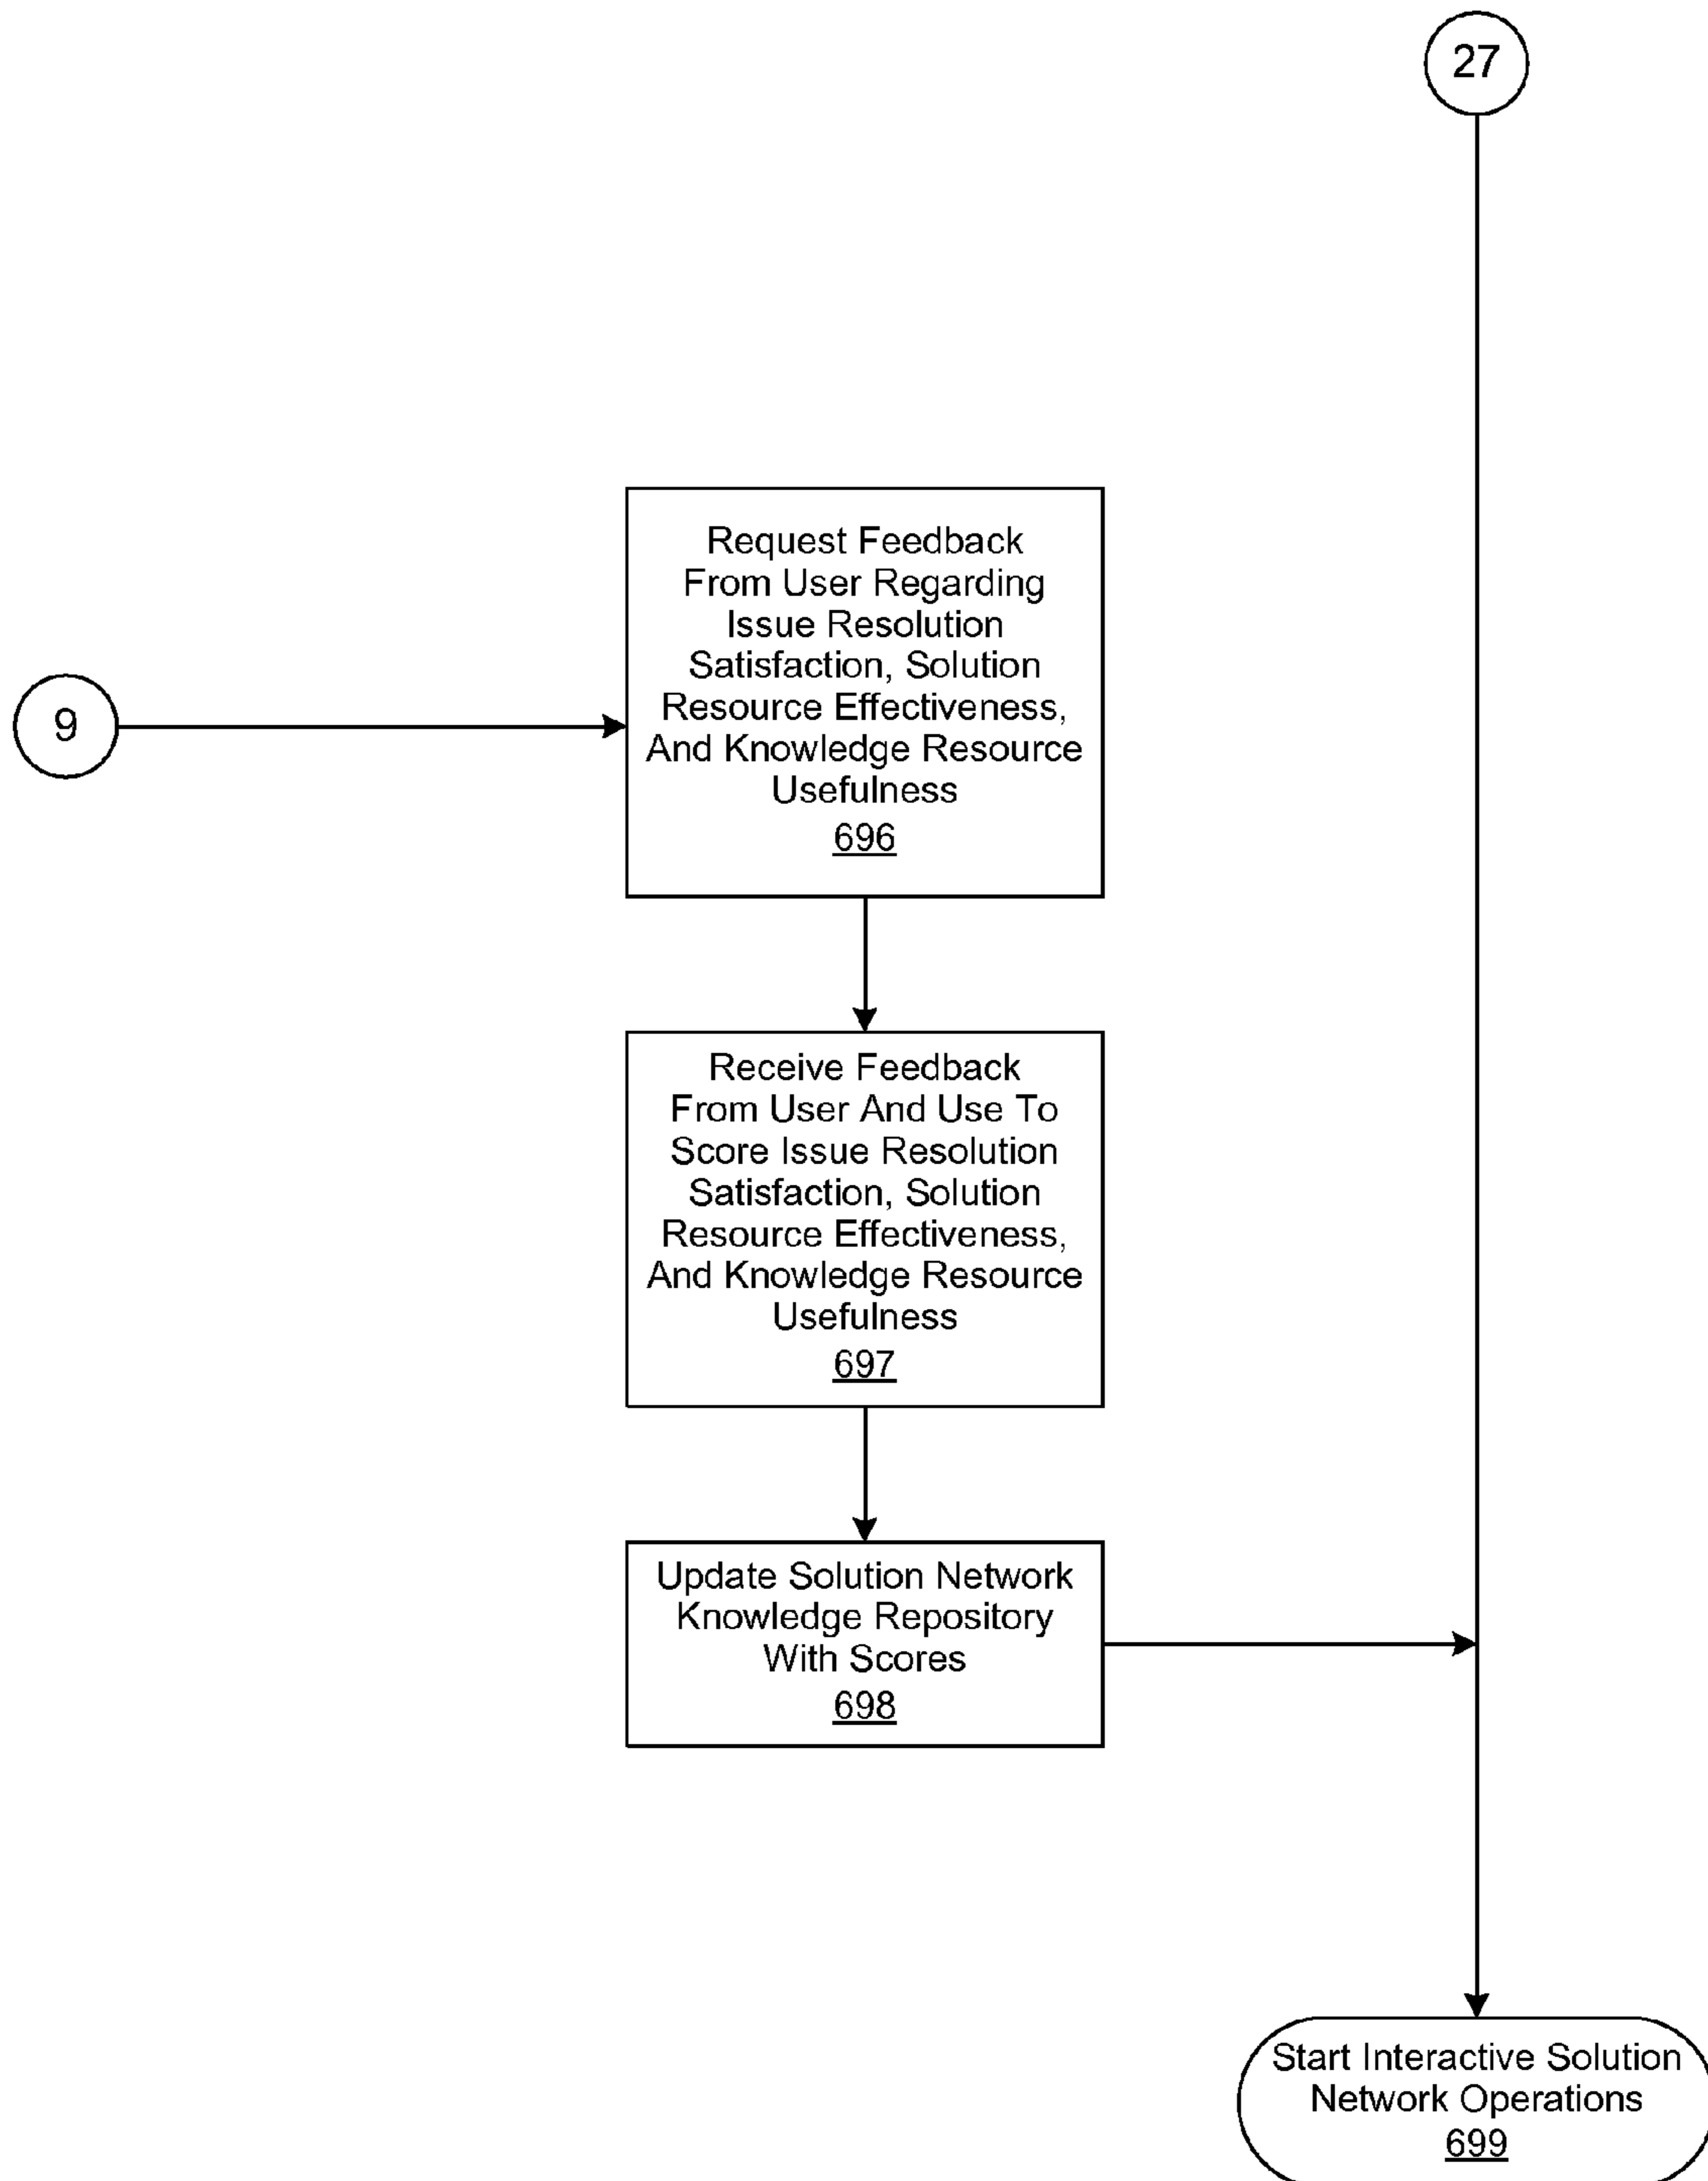 27
Request Feedback
From User Regarding
Issue Resolution
Satisfaction, Solution
Resource Effectiveness,
And Knowledge Resource
Usefulness
696
9
Receive Feedback
From User And Use To
Score Issue Resolution
Satisfaction, Solution
Resource Effectiveness,
And Knowledge Resource
Usefulness
697
Update Solution Network
Knowledge Repository
With Scores
698
Start Interactive Solution
Network Operations
699